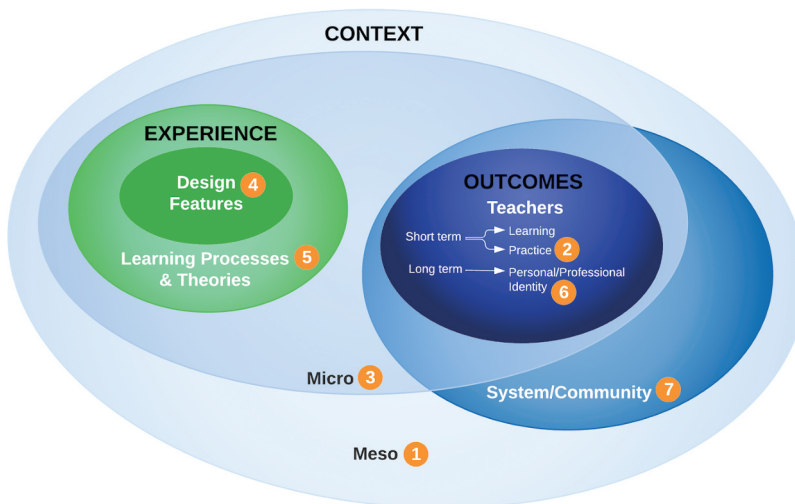 CONTEXT
EXPERIENCE
Design 4
Features
Learning Processes 5
& Theories
OUTCOMES
Teachers
Short term
Learning
Practice 2
Long term
Personal/Professional
Identity 6
Micro 3
System/Community 7
Meso 1